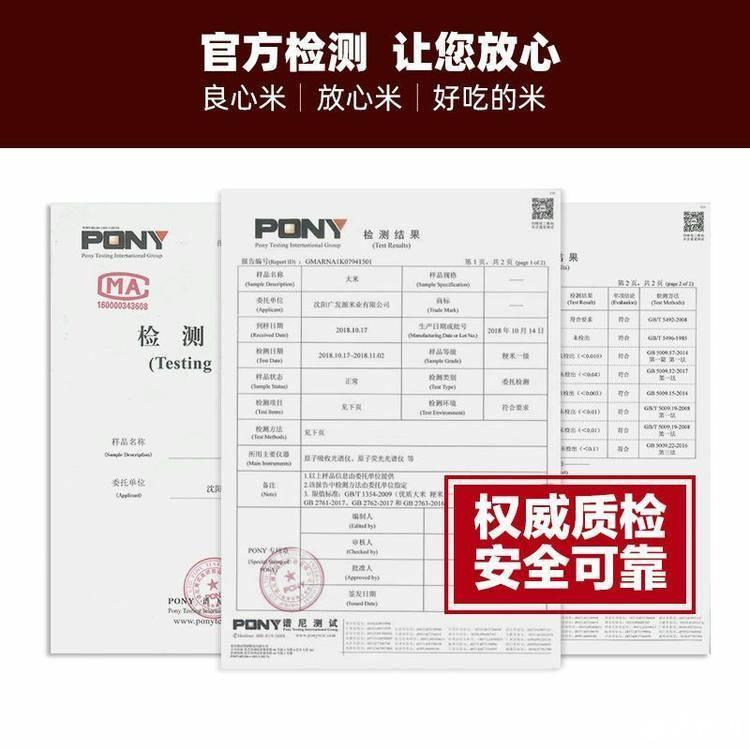 官方检测 让您放心
良心米｜放心米｜好吃的米
PONY
Pony Testing International Group
MA
160000343608
检 测
(Testing
样品名称
(Sample Description)
委托单位
(Applicant)
沈阳
PONY
www.pony
PONY
Pony Testing International Group
检 测 结 果
(Test Results)
报告编号(Report ID)：GMARNA1K07941501
第 1 页，共 2 页 (page 1 of 2)
样品名称
(Sample Description)
大米
样品规格
(Sample Specification)
——
委托单位
(Applicant)
沈阳广发源米业有限公司
商标
(Trade Mark)
——
到样日期
(Received Date)
2018.10.17
生产日期或批号
(Manufacturing Date or Lot No.)
2018 年 10 月 14 日
检测日期
(Test Date)
2018.10.17~2018.11.02
样品等级
(Sample Grade)
粳米一级
样品状态
(Sample Status)
正常
检测类别
(Test Type)
委托检测
检测项目
(Test Items)
见下页
检测环境
(Test Environment)
符合要求
检测方法
(Test Methods)
见下页
所用主要仪器
(Main Instruments)
原子吸收光谱仪、原子荧光光谱仪 等
备注
(Note)
1.以上样品信息由委托单位提供
2.该报告中检测方法由委托单位指定
3. 限值标准：GB/T 1354-2009《优质大米 粳米
GB 2761-2017、GB 2762-2017 和 GB 2763-2016
PONY 专用章
(Special Stamp of
PONY)
编制人
(Edited by)
审核人
(Checked by)
批准人
(Approved by)
签发日期
(Issued Date)
PONY谱尼测试
Pony Testing International Group
www.ponytest.com
果
第 2 页，共 2 页 (page 2 of 2)
检测结果
(Test Result)
单项结论
(Evaluation)
检测方法
(Test Methods)
符合要求
符合
GB/T 5492-2008
未检出
符合
GB/T 5490-1985
未检出（＜0.010）
符合
GB 5009.17-2014
第一篇 第一法
未检出（＜0.04）
符合
GB 5009.12-2017
第一法
未检出（＜0.003）
符合
GB 5009.15-2014
未检出（＜0.01）
符合
GB/T 5009.19-2008
第一法
未检出（＜0.01）
符合
GB/T 5009.19-2008
第一法
未检出（＜0.1）
符合
GB 5009.22-2016
第三法
权威质检
安全可靠